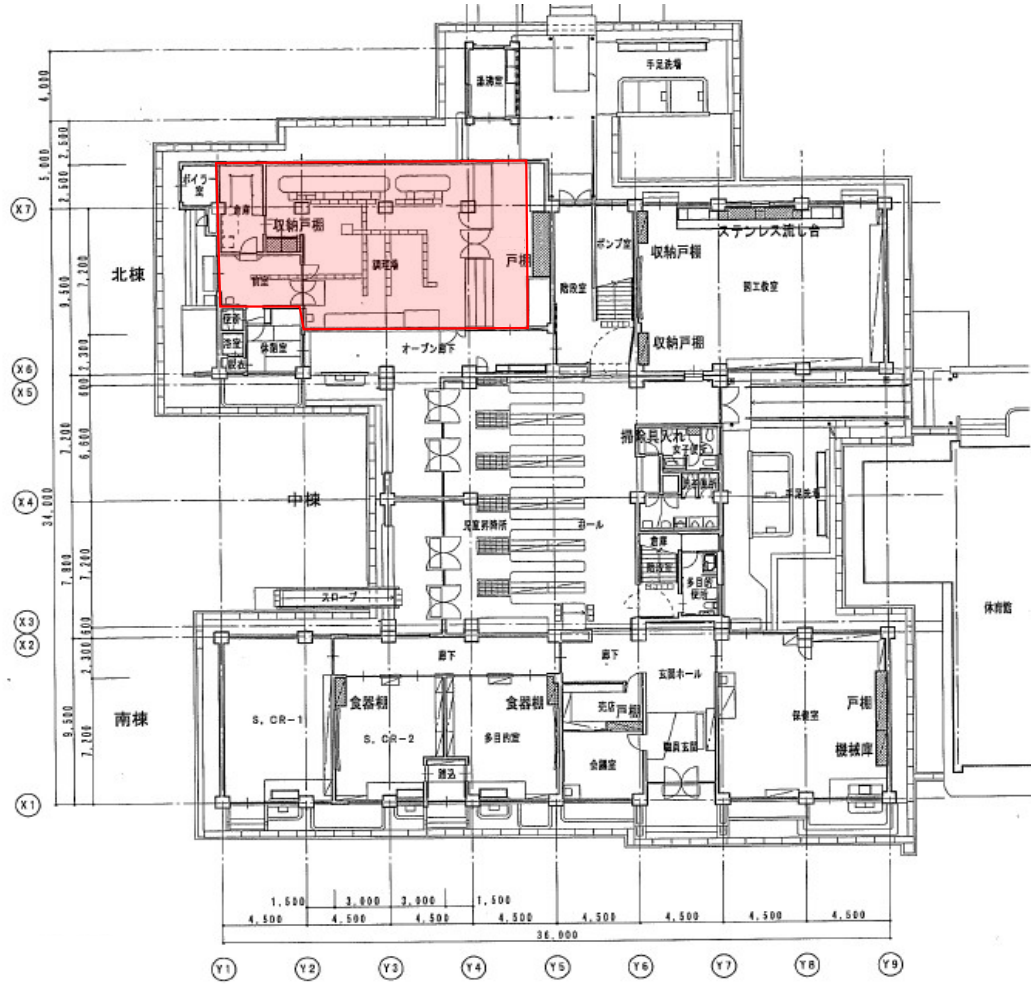 湯沸室
手足洗場
4,000
2,500
5,000
2,500
ボイラー
室
倉庫
収納戸棚
調理場
戸棚
階段室
ポンプ室
収納戸棚
ステンレス流し台
図工教室
X7
北棟
7,200
9,500
前室
便所
浴室
脱衣
休憩室
オープン廊下
収納戸棚
2,300
X6
X5
600
掃除具入れ
女子便所
男子便所
手足洗場
7,200
6,600
34,000
X4
中棟
児童昇降所
ホール
倉庫
階段室
多目的
便所
7,800
7,200
スロープ
体育館
X3
X2
600
2,300
廊下
廊下
玄関ホール
南棟
9,500
7,200
S.CR-1
食器棚
S.CR-2
食器棚
多目的室
売店
戸棚
保健室
戸棚
機械庫
踏込
会議室
職員玄関
X1
1,500
3,000
3,000
1,500
4,500
4,500
4,500
4,500
4,500
4,500
4,500
4,500
36,000
Y1
Y2
Y3
Y4
Y5
Y6
Y7
Y8
Y9